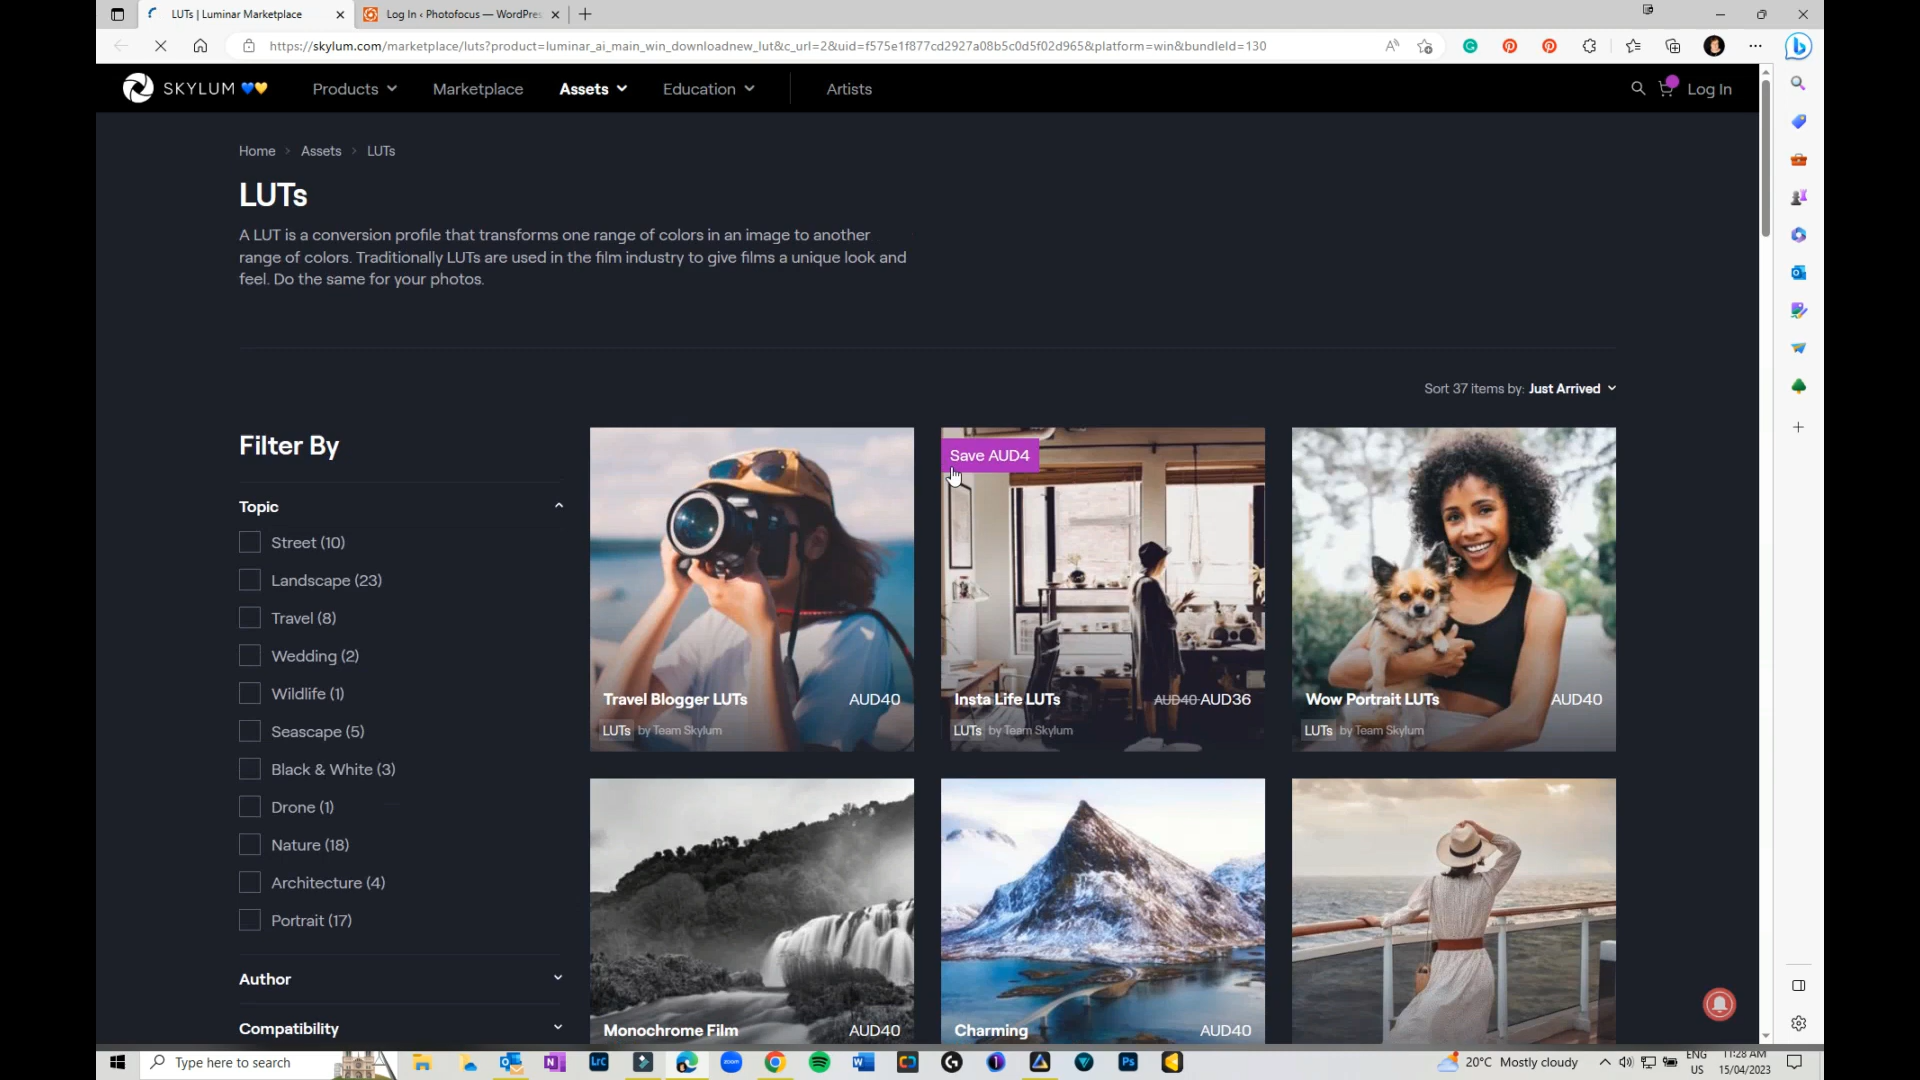 LUTs | Luminar Marketplace
Log In ‹ Photofocus — WordPres
https://skylum.com/marketplace/luts?product=luminar_ai_main_win_downloadnew_lut&c_url=2&uid=f575e1f877cd2927a08b5c0d5f02d965&platform=win&bundleId=130
SKYLUM
Products
Marketplace
Assets
Education
Artists
Log In
Home > Assets > LUTs
LUTs
A LUT is a conversion profile that transforms one range of colors in an image to another
range of colors. Traditionally LUTs are used in the film industry to give films a unique look and
feel. Do the same for your photos.
Sort 37 items by: Just Arrived
Filter By
Topic
Street (10)
Landscape (23)
Travel (8)
Wedding (2)
Wildlife (1)
Seascape (5)
Black & White (3)
Drone (1)
Nature (18)
Architecture (4)
Portrait (17)
Author
Compatibility
Travel Blogger LUTs AUD40
LUTs by Team Skylum
Save AUD4
Insta Life LUTs AUD40 AUD36
LUTs by Team Skylum
Wow Portrait LUTs AUD40
LUTs by Team Skylum
Monochrome Film AUD40
Charming AUD40
Type here to search
Lrc
zoom
Ps
20°C Mostly cloudy
ENG
US
11:28 AM
15/04/2023